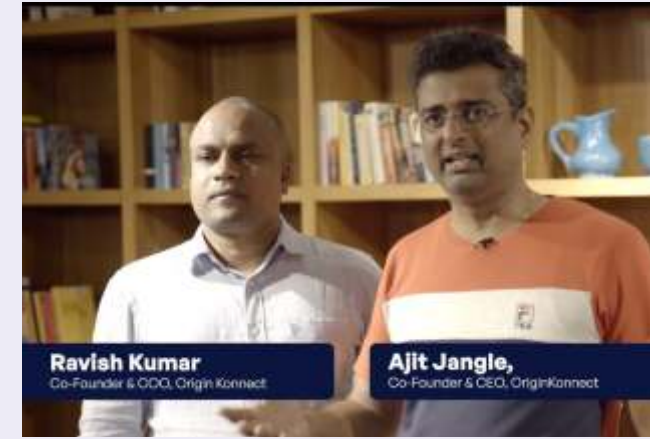 Ravish Kumar
Co-Founder & COO, Origin Konnect
Ajit Jangle,
Co-Founder & CEO, OriginKonnect